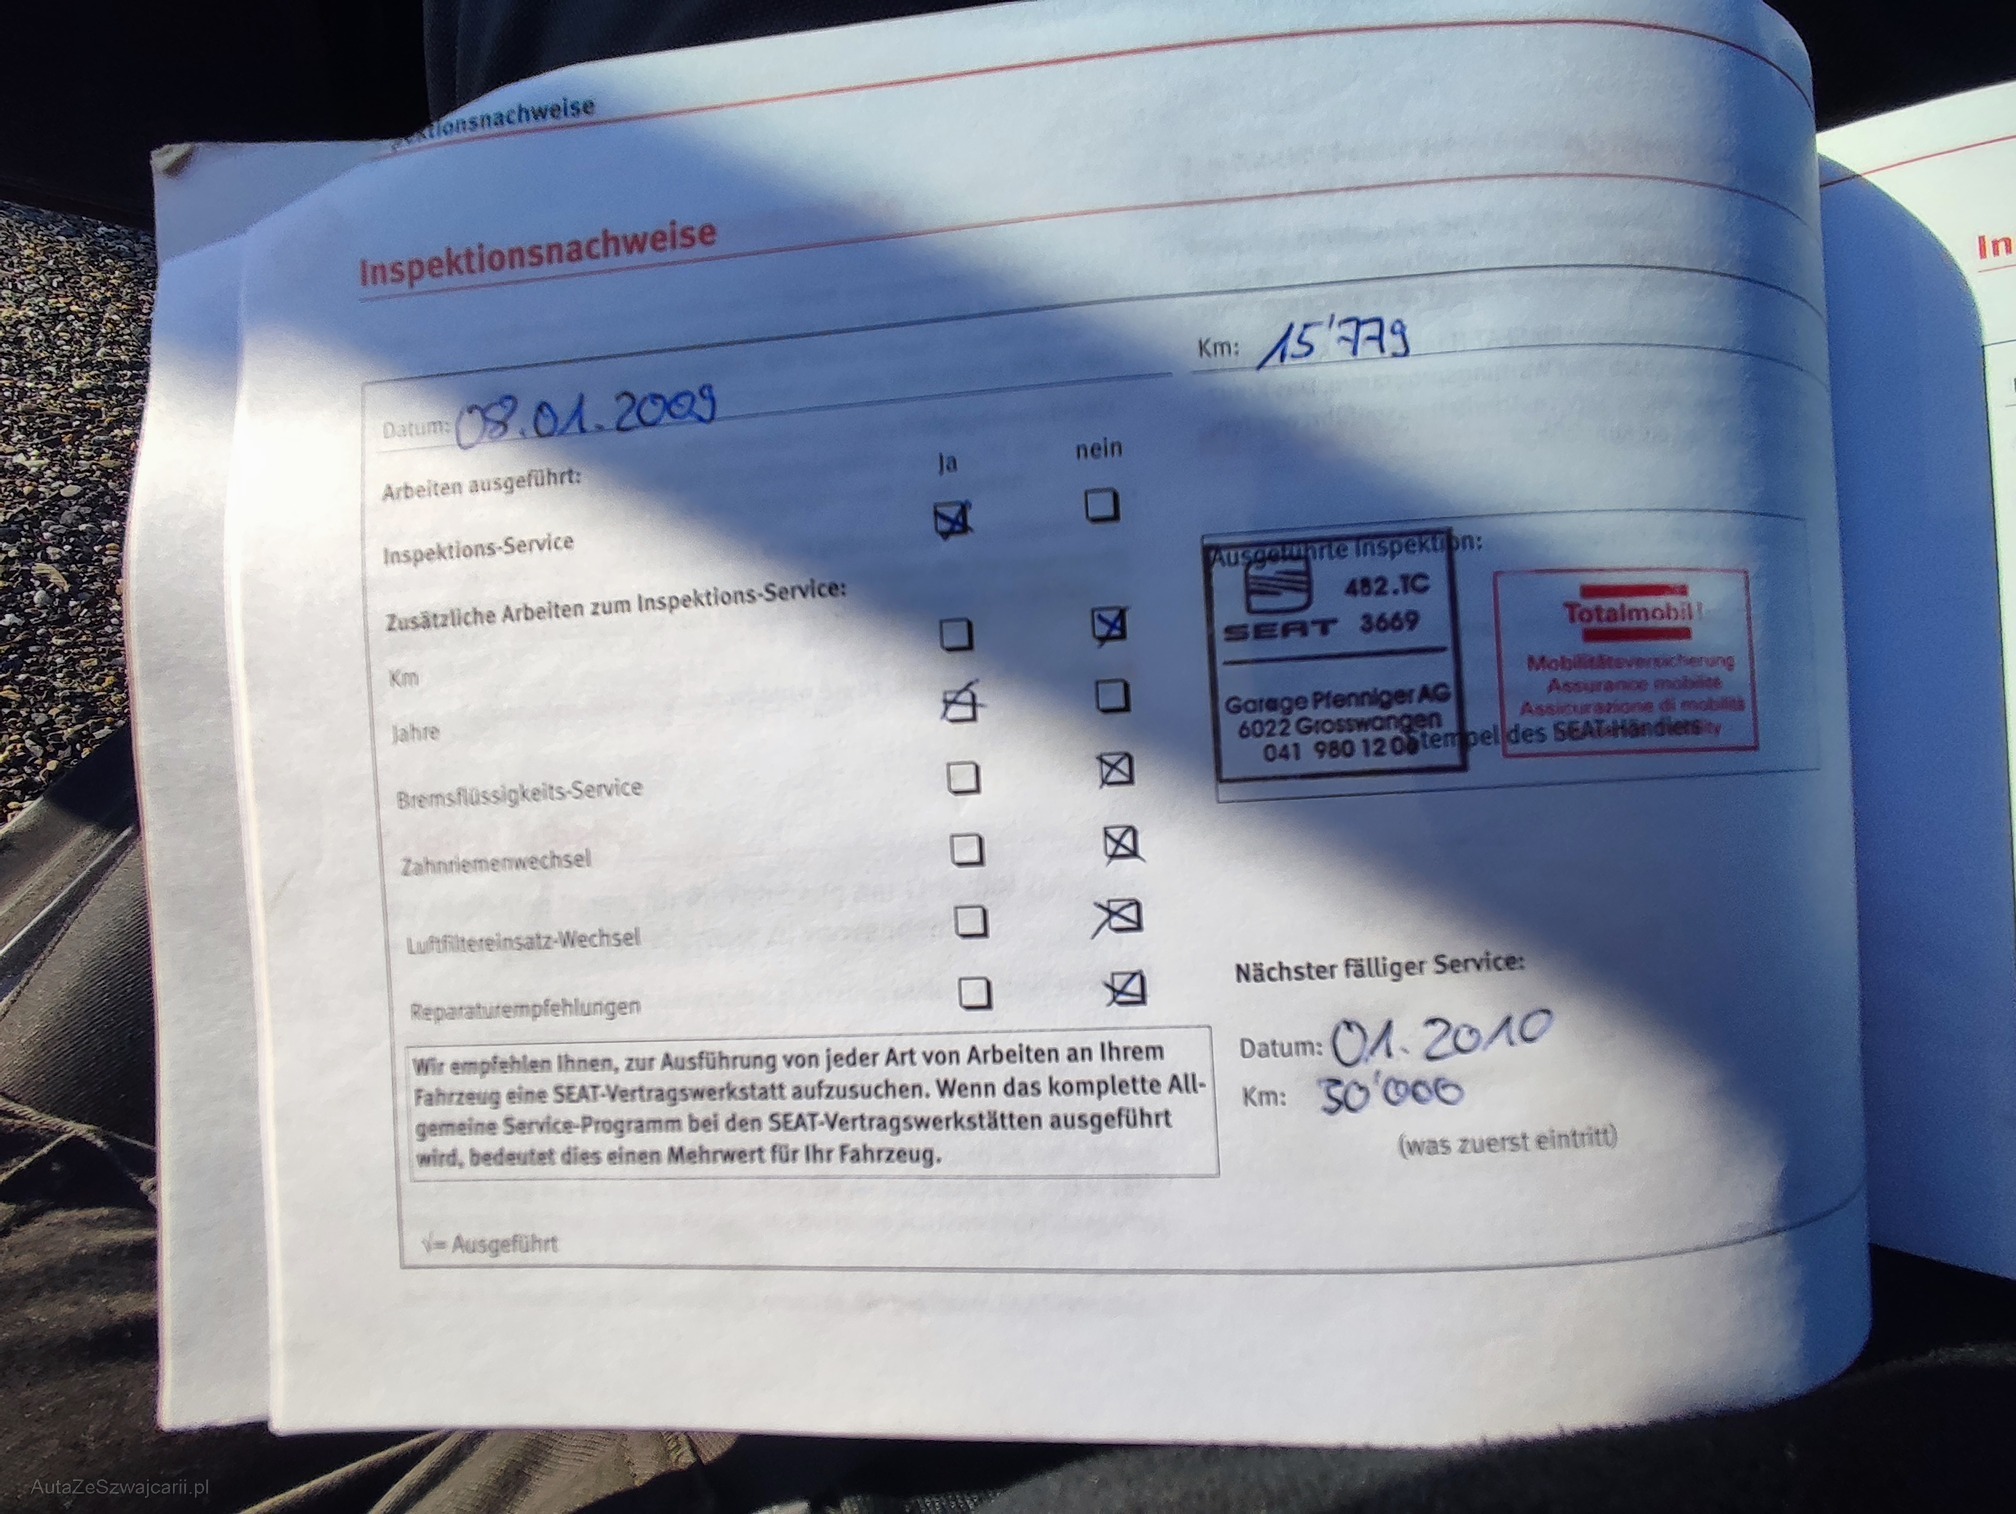 Inspektionsnachweise
Inspektionsnachweise
Datum: 08.01.2009
Km: 15'779
Arbeiten ausgeführt:
Ja nein
Inspektions-Service
Zusätzliche Arbeiten zum Inspektions-Service:
Km
Jahre
Bremsflüssigkeits-Service
Zahnriemenwechsel
Luftfiltereinsatz-Wechsel
Reparaturempfehlungen
Wir empfehlen Ihnen, zur Ausführung von jeder Art von Arbeiten an Ihrem
Fahrzeug eine SEAT-Vertragswerkstatt aufzusuchen. Wenn das komplette All-
gemeine Service-Programm bei den SEAT-Vertragswerkstätten ausgeführt
wird, bedeutet dies einen Mehrwert für Ihr Fahrzeug.
√= Ausgeführt
Ausgeführte Inspektion:
482.TC
SEAT 3669
Garage Pfenniger AG
6022 Grosswangen
041 980 12 08
Totalmobil!
Mobilitätsversicherung
Assurance mobilité
Assicurazione di mobilità
Stempel des SEAT-Händlers
Nächster fälliger Service:
Datum: 01.2010
Km: 30'000
(was zuerst eintritt)
In
AutaZeSzwajcarii.pl